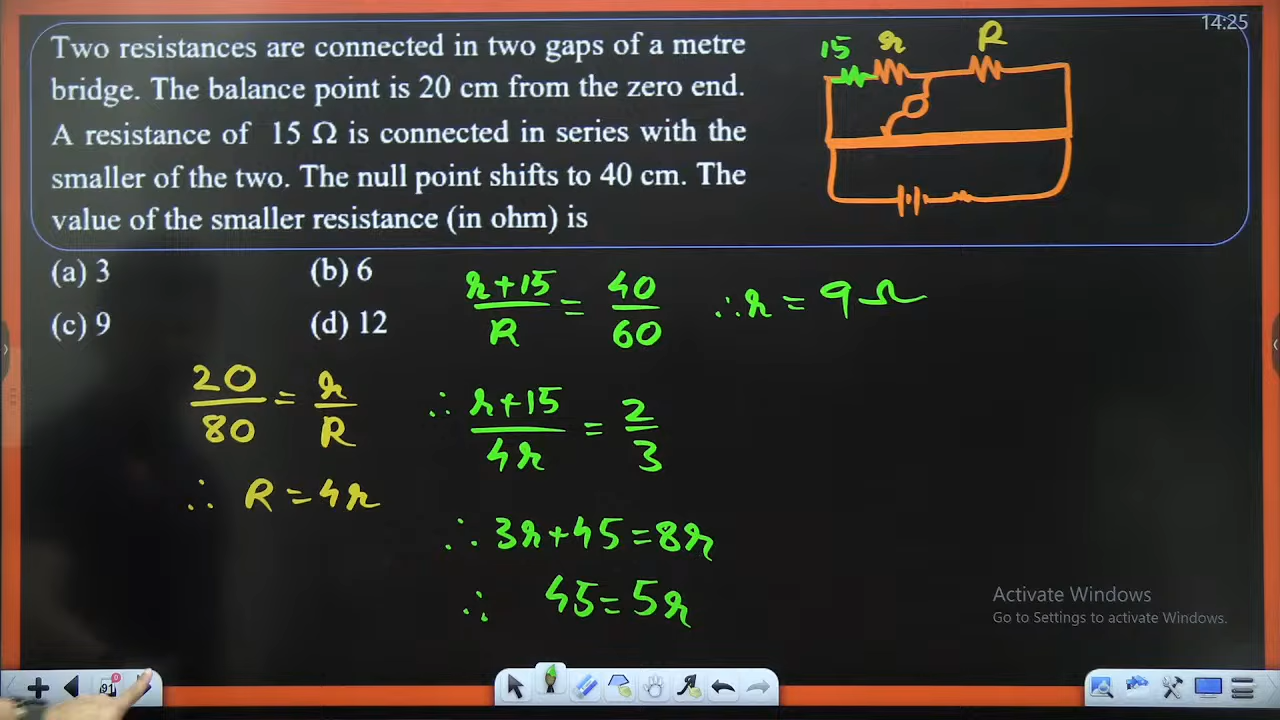 14:25
Two resistances are connected in two gaps of a metre
bridge. The balance point is 20 cm from the zero end.
A resistance of 15 Ω is connected in series with the
smaller of the two. The null point shifts to 40 cm. The
value of the smaller resistance (in ohm) is
15 r R
(a) 3 (b) 6
(c) 9 (d) 12
r+15/R = 40/60 ∴ r = 9Ω
20/80 = r/R
∴ R = 4r
∴ r+15/4r = 2/3
∴ 3r+45=8r
∴ 45=5r
Activate Windows
Go to Settings to activate Windows.
91
0